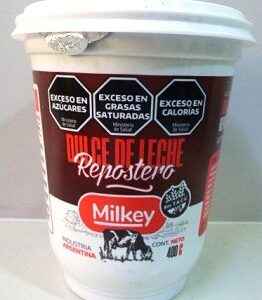 EXCESO EN
AZÚCARES
Ministerio
de Salud
EXCESO EN
GRASAS
SATURADAS
Ministerio
de Salud
EXCESO EN
CALORÍAS
Ministerio
de Salud
DULCE DE LECHE
Repostero
Milkey
SIN T.A.C.C.
INDUSTRIA
ARGENTINA
CONT. NETO
400 G